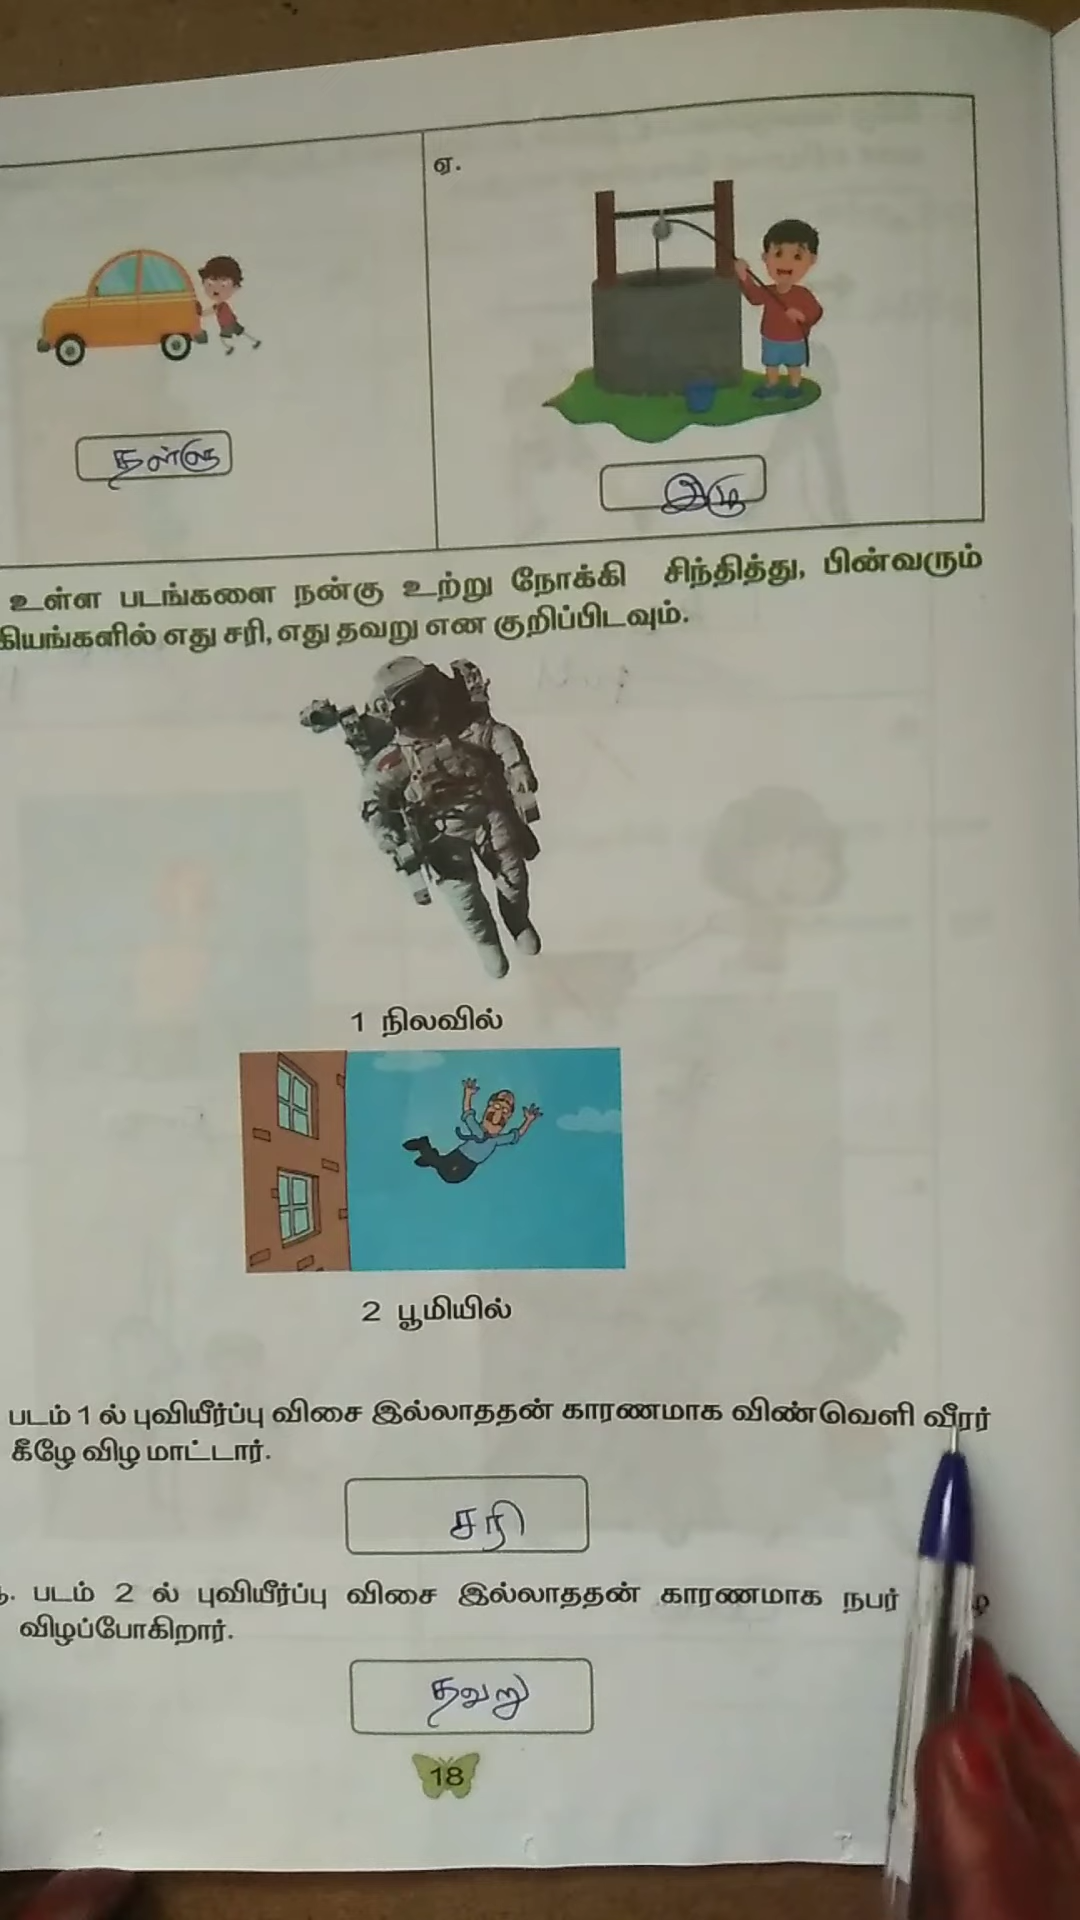 ஏ.
தள்ளு
இழு
உள்ள படங்களை நன்கு உற்று நோக்கி சிந்தித்து, பின்வரும்
கியங்களில் எது சரி, எது தவறு என குறிப்பிடவும்.
1 நிலவில்
2 பூமியில்
படம் 1 ல் புவியீர்ப்பு விசை இல்லாததன் காரணமாக விண்வெளி வீரர்
கீழே விழ மாட்டார்.
சரி
படம் 2 ல் புவியீர்ப்பு விசை இல்லாததன் காரணமாக நபர்
விழப்போகிறார்.
தவறு
18